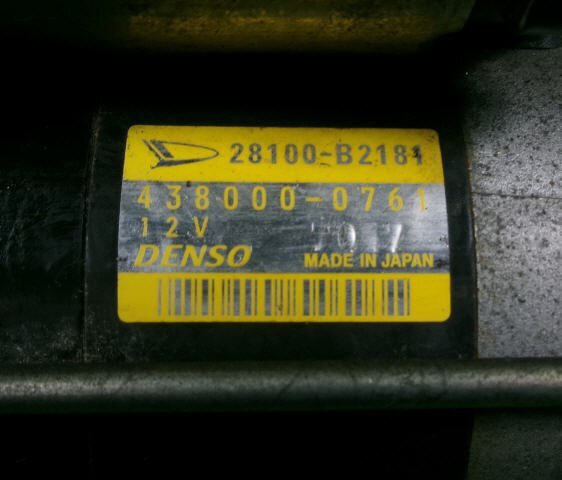 28100-B2181
438000-0761
12V
DENSO MADE IN JAPAN